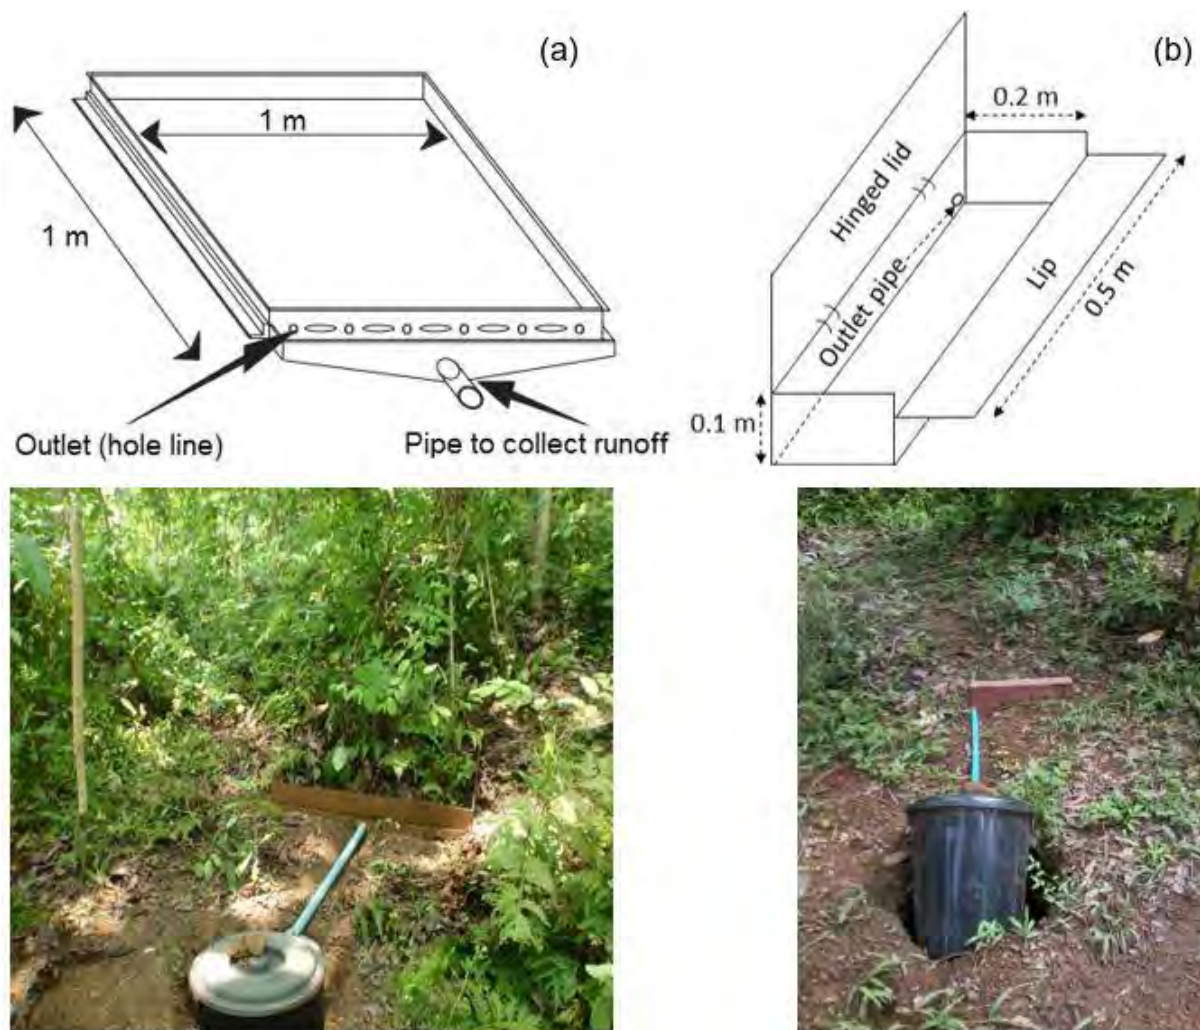 (a)
1 m
1 m
Outlet (hole line)
Pipe to collect runoff
(b)
0.2 m
Hinged lid
Outlet pipe
Lip
0.5 m
0.1 m